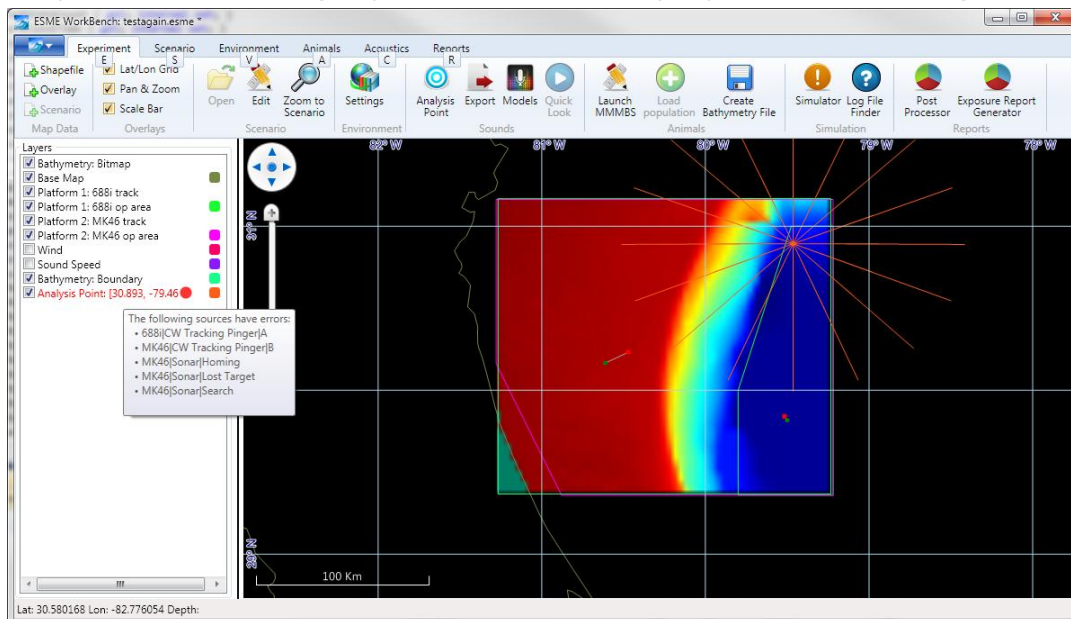 ESME WorkBench: testagain.esme *
Experiment Scenario Environment Animals Acoustics Reports
E S V A C R
Shapefile
Overlay
Scenario
Map Data
Lat/Lon Grid
Pan & Zoom
Scale Bar
Overlays
Open
Edit
Zoom to
Scenario
Scenario
Settings
Environment
Analysis
Point
Export
Models
Quick
Look
Sounds
Launch
MMMBS
Load
population
Create
Bathymetry File
Animals
Simulator
Log File
Finder
Simulation
Post
Processor
Exposure Report
Generator
Reports
Layers
Bathymetry: Bitmap
Base Map
Platform 1: 688i track
Platform 1: 688i op area
Platform 2: MK46 track
Platform 2: MK46 op area
Wind
Sound Speed
Bathymetry: Boundary
Analysis Point: [30.893, -79.46
The following sources have errors:
• 688i|CW Tracking Pinger|A
• MK46|CW Tracking Pinger|B
• MK46|Sonar|Homing
• MK46|Sonar|Lost Target
• MK46|Sonar|Search
82° W 81° W 80° W 79° W 78° W
31° N
29° N
100 Km
Lat: 30.580168 Lon: -82.776054 Depth: